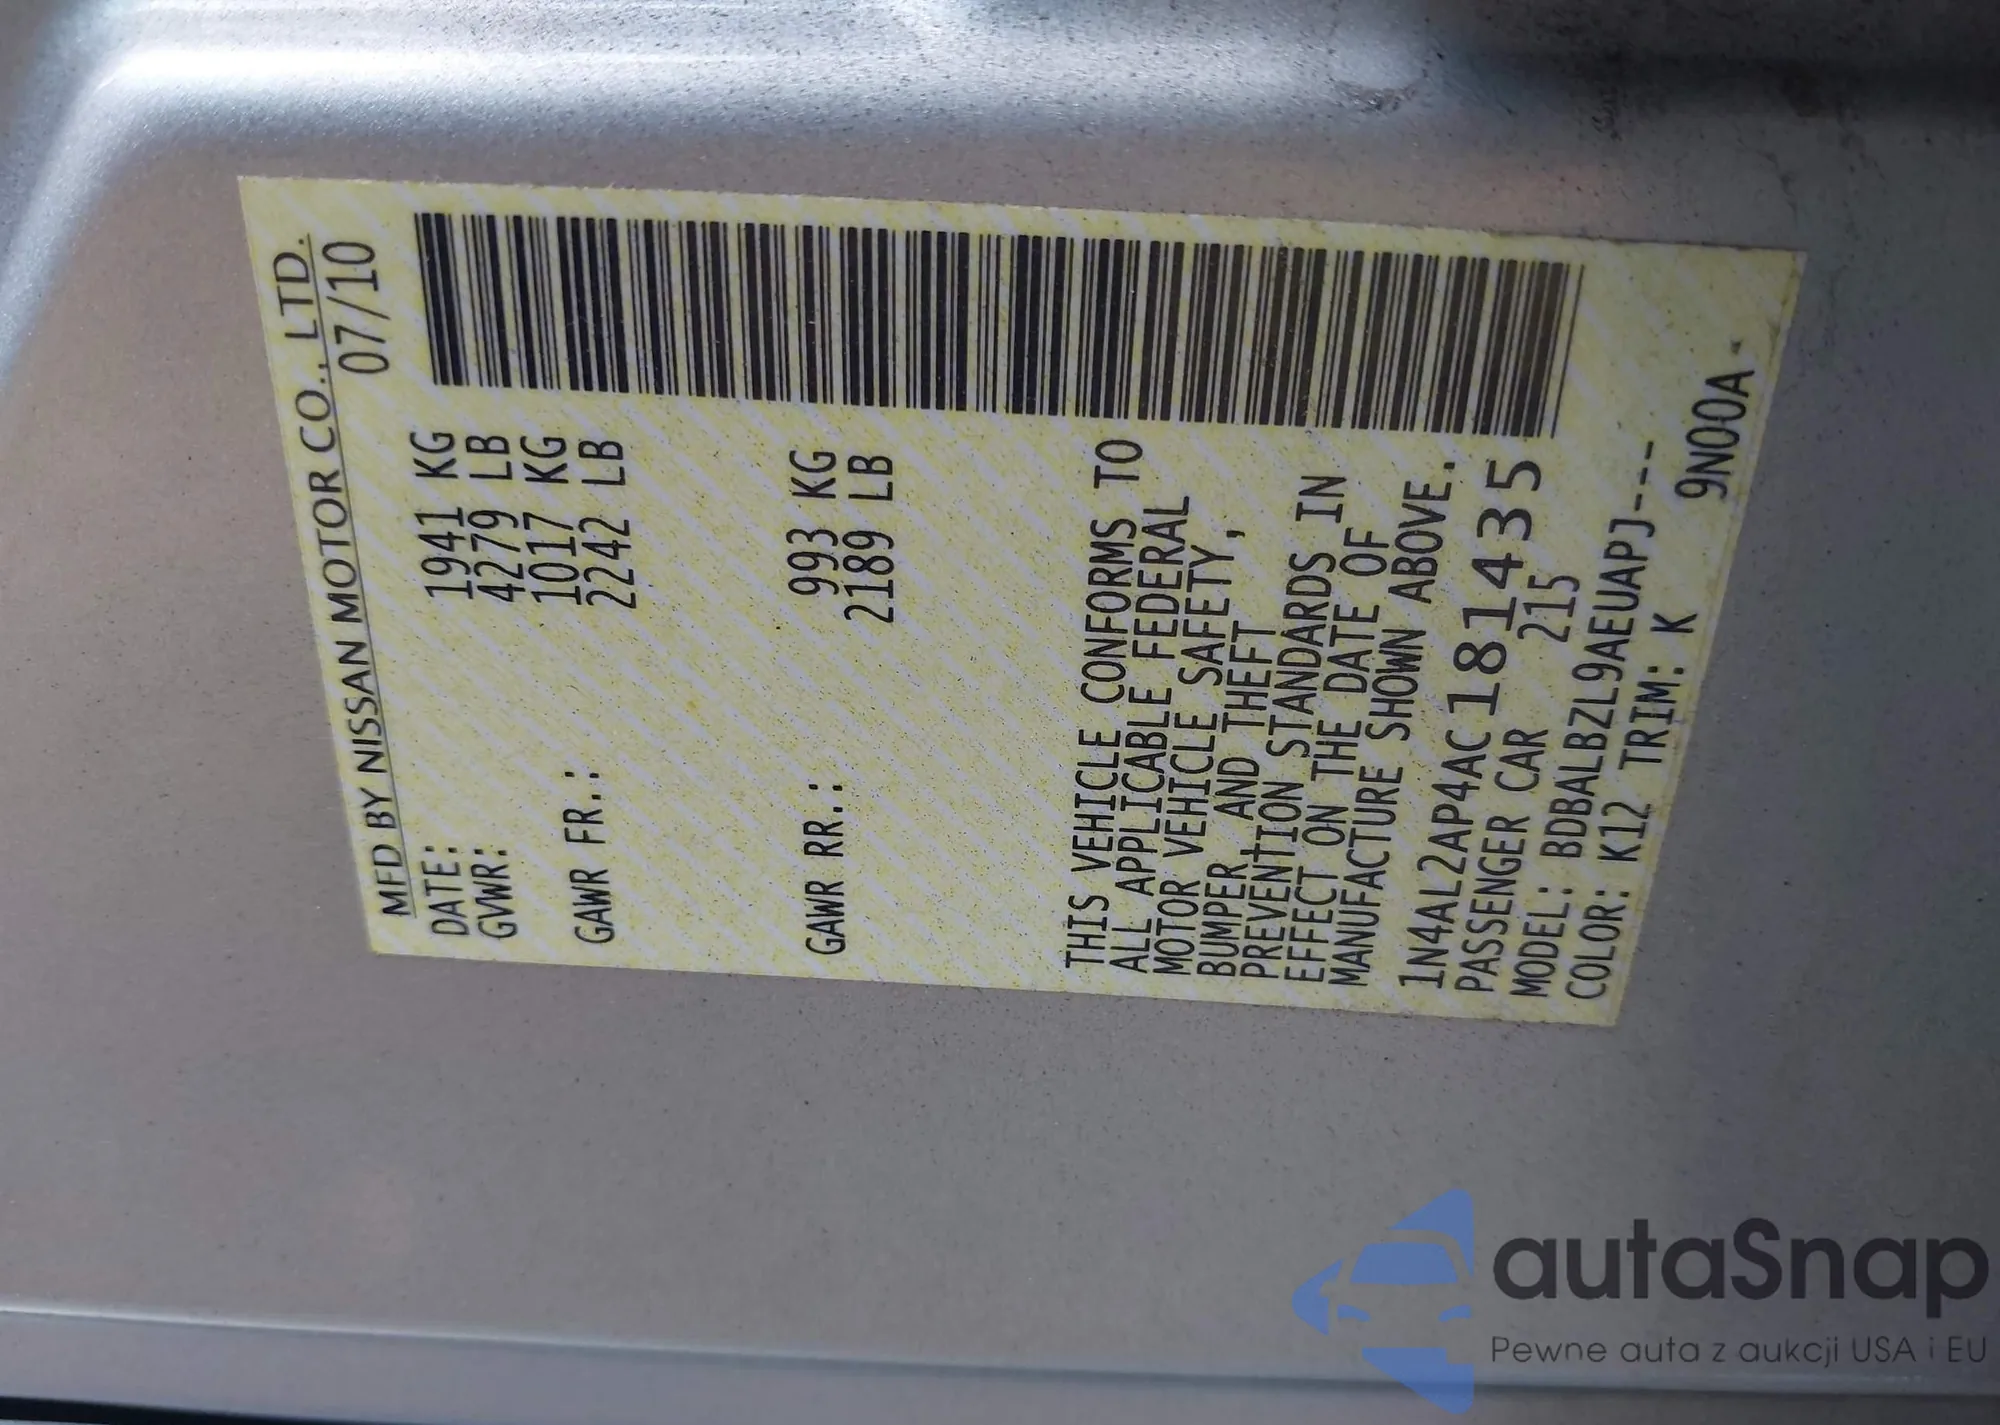 MFD BY NISSAN MOTOR CO., LTD.
DATE: 07/10
GVWR: 1941 KG
4279 LB
GAWR FR.: 1017 KG
2242 LB
GAWR RR.: 993 KG
2189 LB
THIS VEHICLE CONFORMS TO
ALL APPLICABLE FEDERAL
MOTOR VEHICLE SAFETY,
BUMPER, AND THEFT
PREVENTION STANDARDS IN
EFFECT ON THE DATE OF
MANUFACTURE SHOWN ABOVE.
1N4AL2AP4AC181435
PASSENGER CAR 215
MODEL: BDBALBZL9AEUAPJ---
COLOR: K12 TRIM: K
9N00A
autaSnap
Pewne auta z aukcji USA i EU